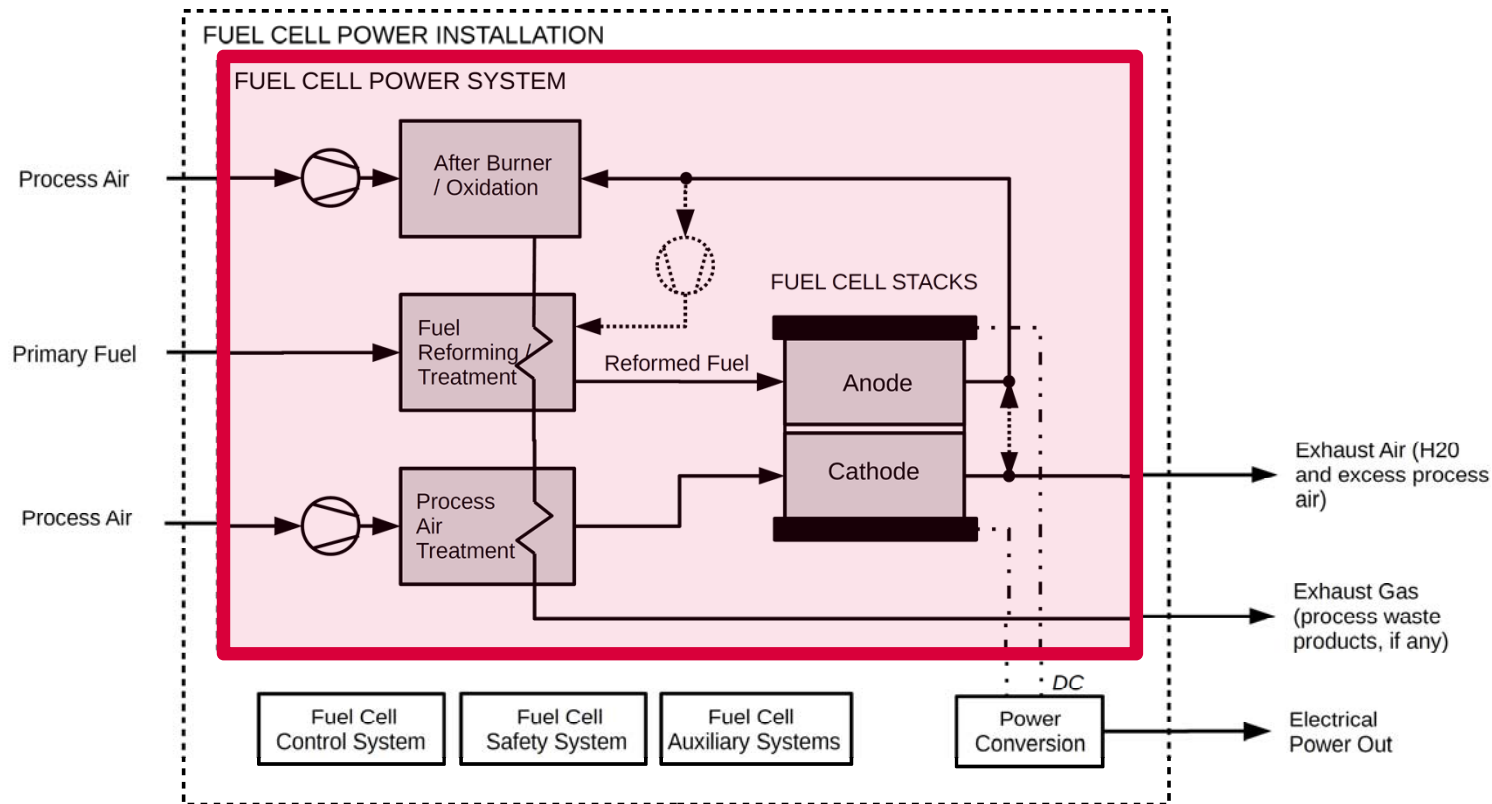 FUEL CELL POWER INSTALLATION
FUEL CELL POWER SYSTEM
Process Air
After Burner
/ Oxidation
FUEL CELL STACKS
Primary Fuel
Fuel
Reforming /
Treatment
Reformed Fuel
Anode
Cathode
Process Air
Process
Air
Treatment
Exhaust Air (H20
and excess process
air)
Exhaust Gas
(process waste
products, if any)
DC
Fuel Cell
Control System
Fuel Cell
Safety System
Fuel Cell
Auxiliary Systems
Power
Conversion
Electrical
Power Out